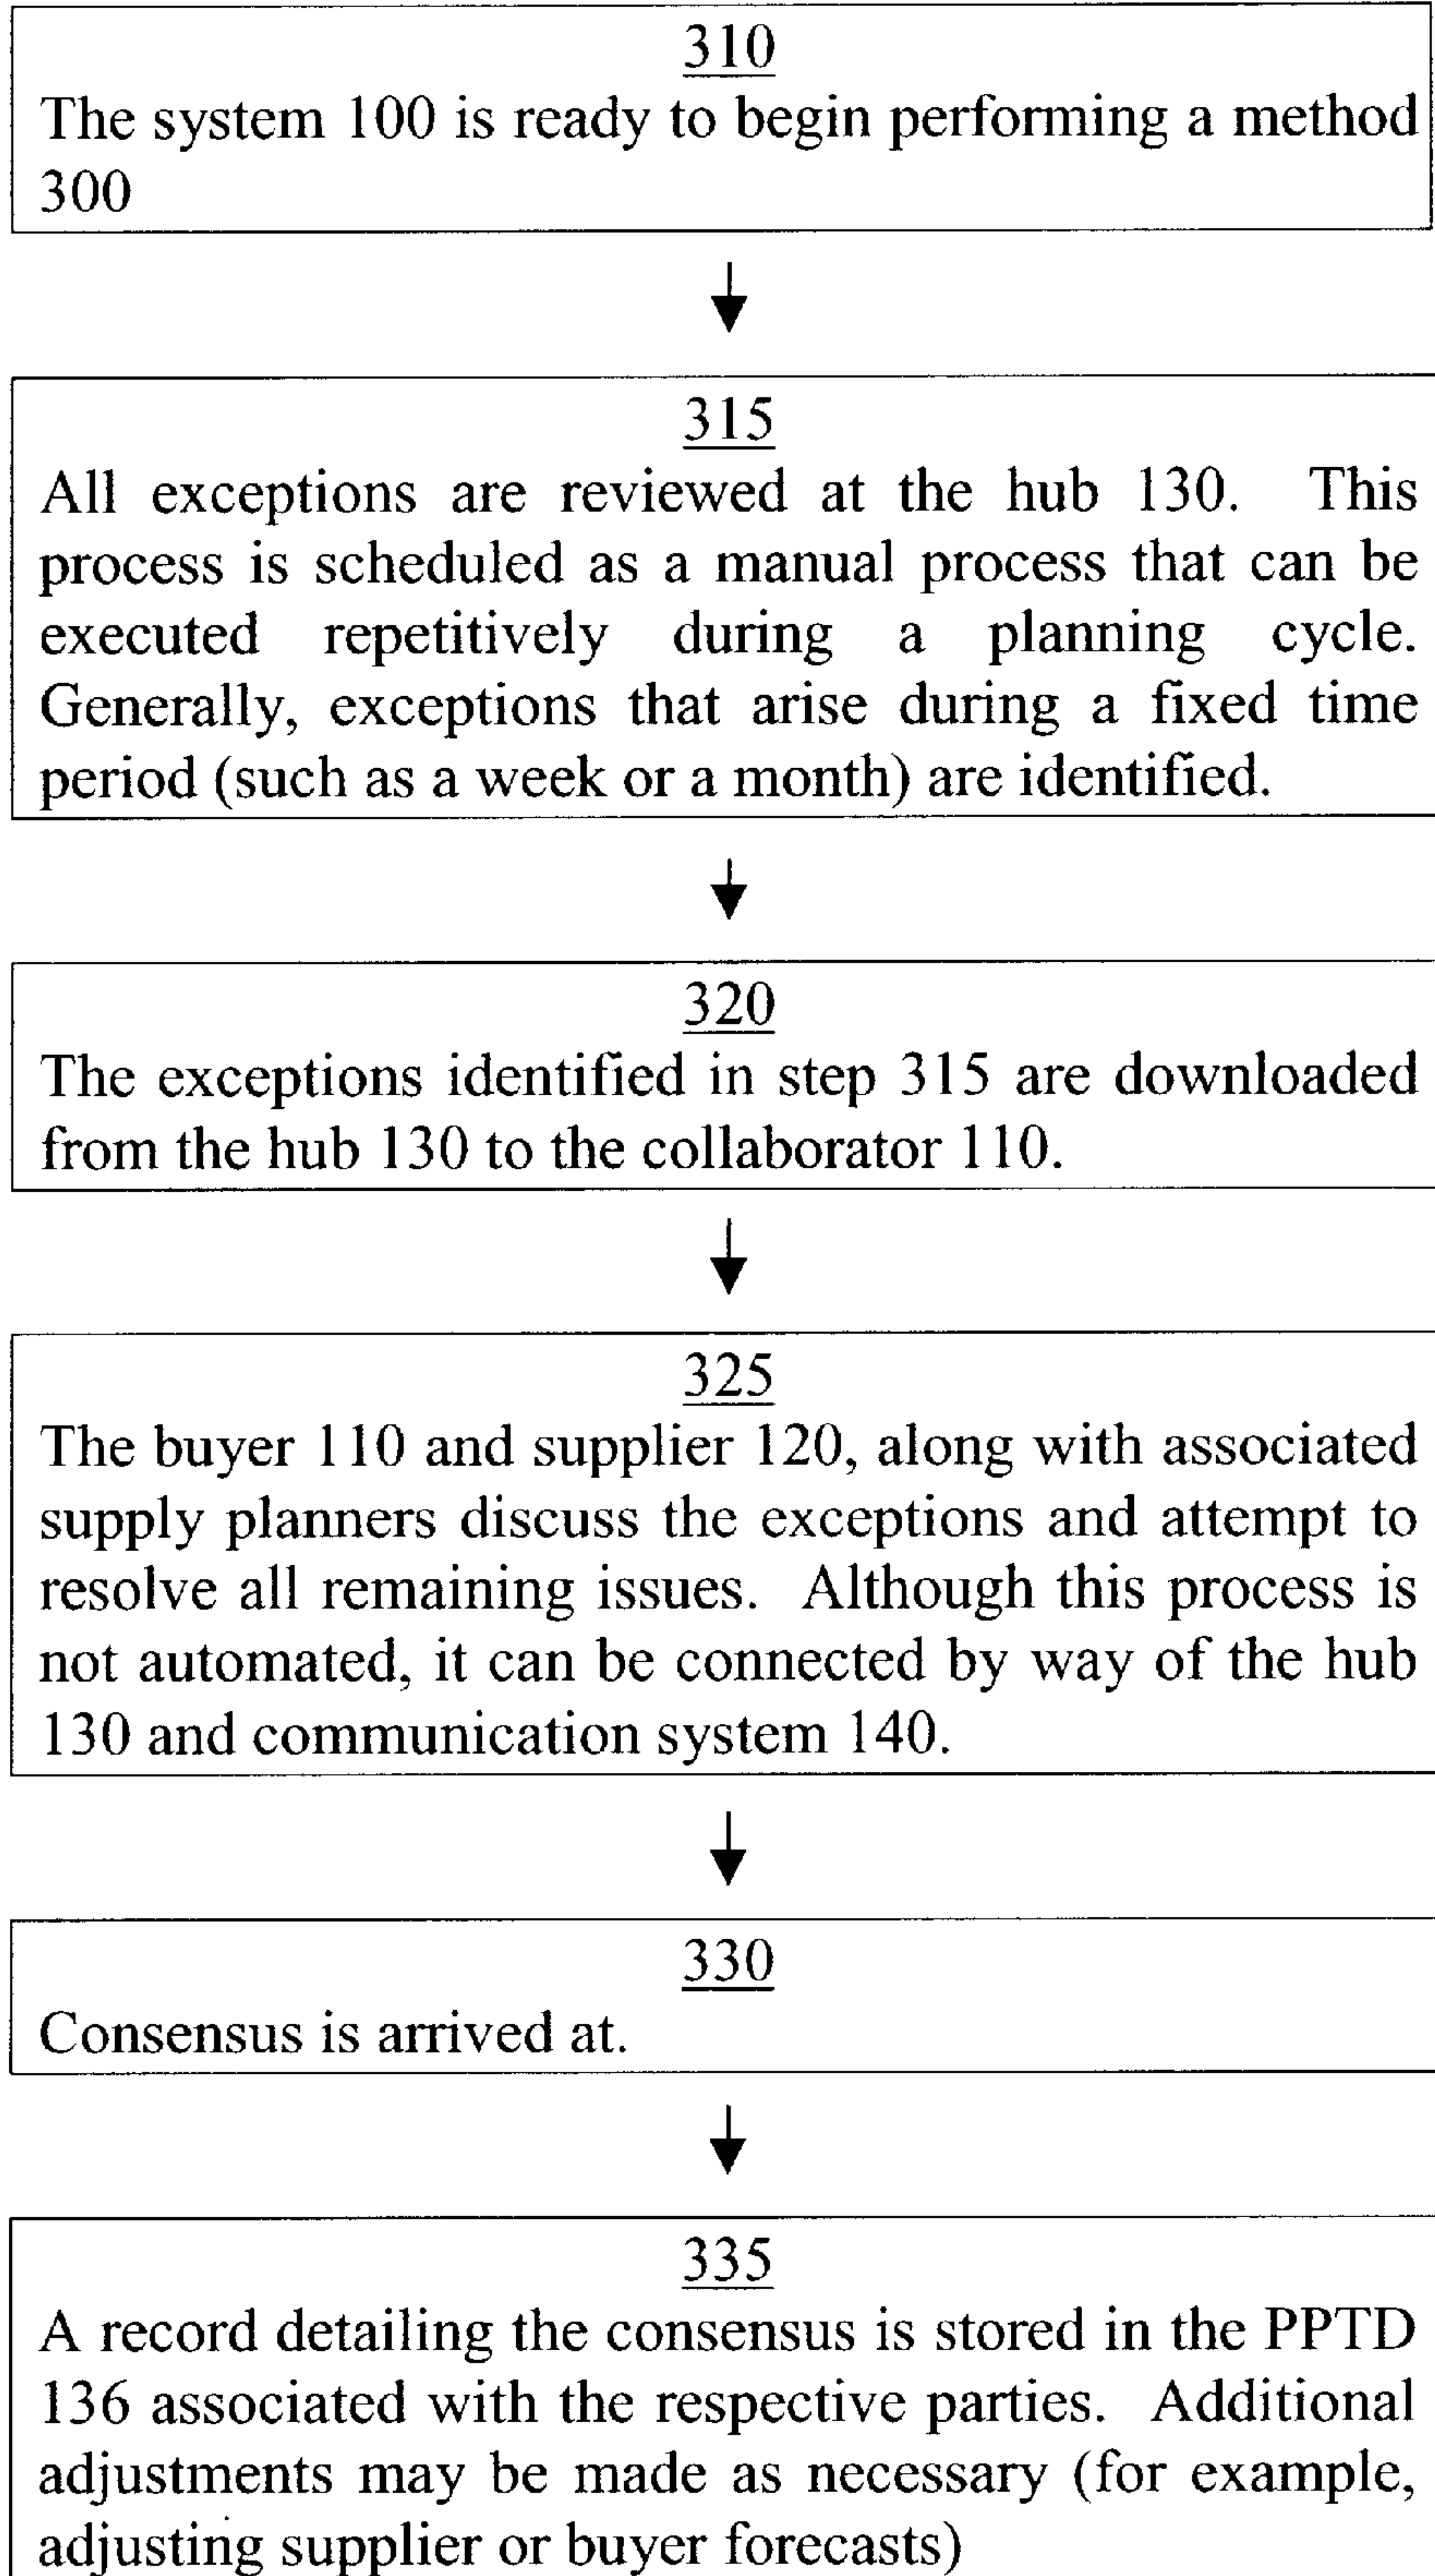 310
The system 100 is ready to begin performing a method
300
315
All exceptions are reviewed at the hub 130. This
process is scheduled as a manual process that can be
executed repetitively during a planning cycle.
Generally, exceptions that arise during a fixed time
period (such as a week or a month) are identified.
320
The exceptions identified in step 315 are downloaded
from the hub 130 to the collaborator 110.
325
The buyer 110 and supplier 120, along with associated
supply planners discuss the exceptions and attempt to
resolve all remaining issues. Although this process is
not automated, it can be connected by way of the hub
130 and communication system 140.
330
Consensus is arrived at.
335
A record detailing the consensus is stored in the PPTD
136 associated with the respective parties. Additional
adjustments may be made as necessary (for example,
adjusting supplier or buyer forecasts)